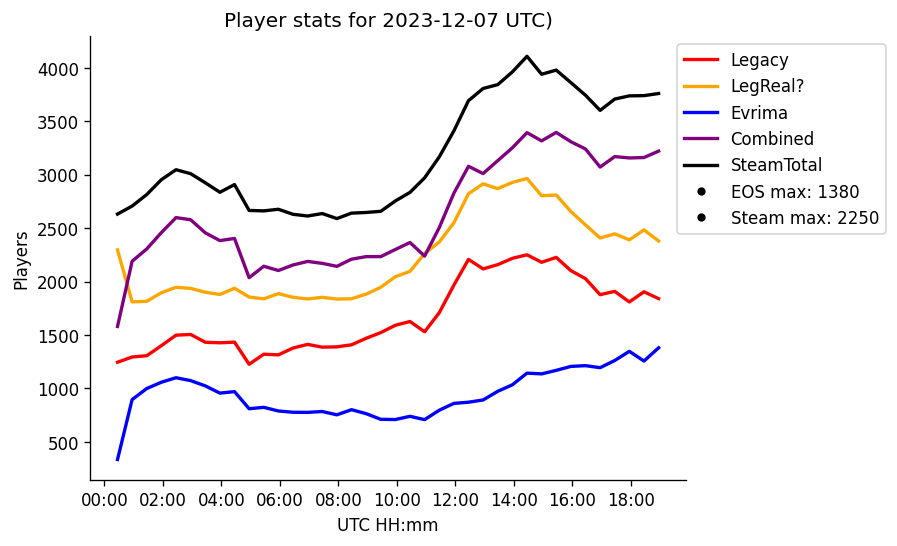 Player stats for 2023-12-07 UTC)
Players
4000
3500
3000
2500
2000
1500
1000
500
00:00 02:00 04:00 06:00 08:00 10:00 12:00 14:00 16:00 18:00
UTC HH:mm
Legacy
LegReal?
Evrima
Combined
SteamTotal
EOS max: 1380
Steam max: 2250